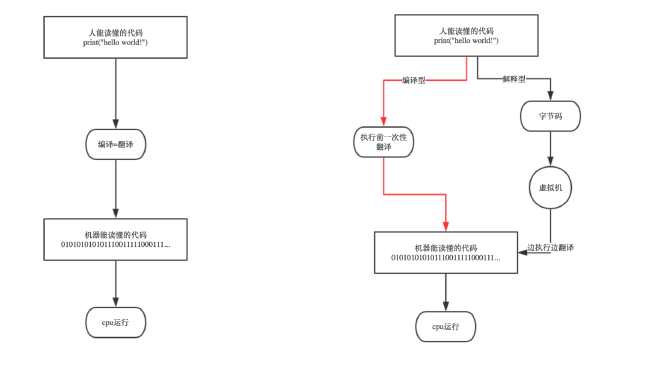 人能读懂的代码
print("hello world!")
编译=翻译
机器能读懂的代码
010101010101110011111000111...
cpu运行
人能读懂的代码
print("hello world!")
编译型
解释型
执行前一次性
翻译
字节码
虚拟机
边执行边翻译
机器能读懂的代码
010101010101110011111000111...
cpu运行